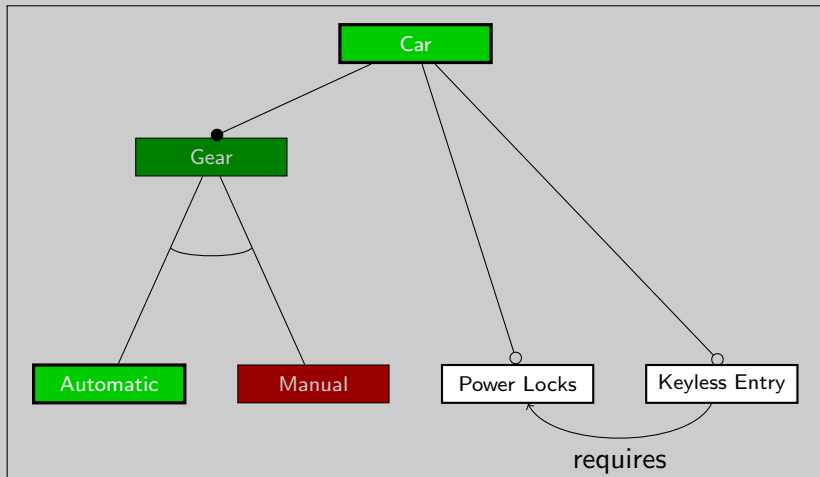 Car
Gear
Automatic
Manual
Power Locks
Keyless Entry
requires